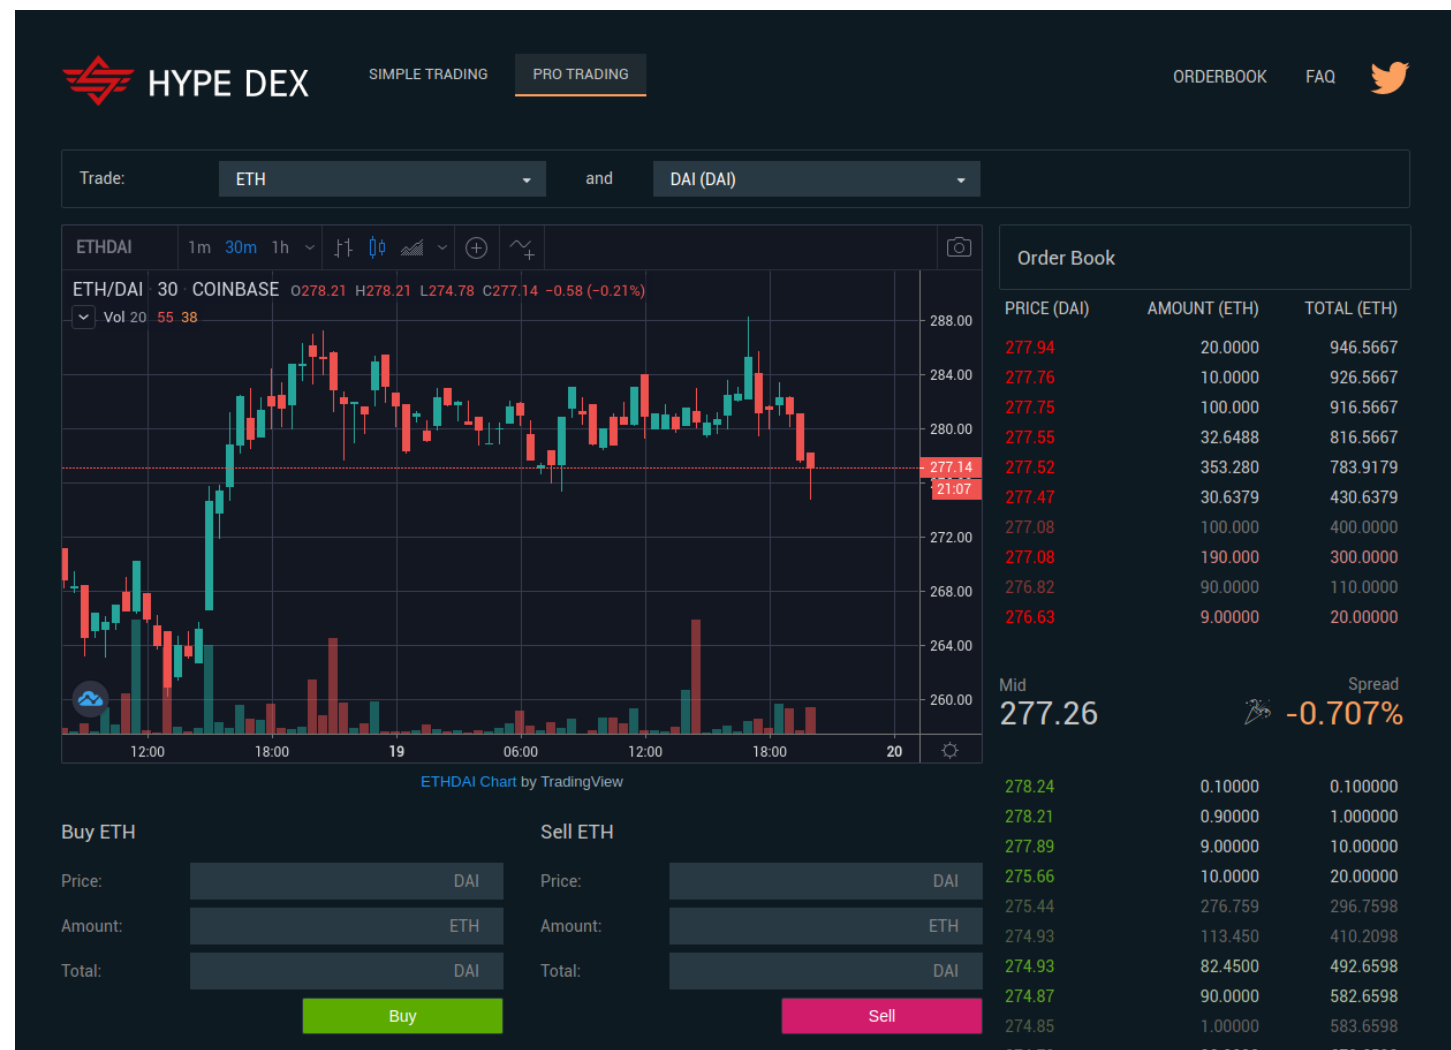 HYPE DEX
SIMPLE TRADING
PRO TRADING
ORDERBOOK
FAQ
Trade:
ETH
and
DAI (DAI)
ETHDAI
1m 30m 1h
ETH/DAI · 30 · COINBASE O278.21 H278.21 L274.78 C277.14 −0.58 (−0.21%)
Vol 20 55 38
288.00
284.00
280.00
277.14
21:07
272.00
268.00
264.00
260.00
12:00 18:00 19 06:00 12:00 18:00 20
ETHDAI Chart by TradingView
Buy ETH
Price: DAI
Amount: ETH
Total: DAI
Buy
Sell ETH
Price: DAI
Amount: ETH
Total: DAI
Sell
Order Book
PRICE (DAI) AMOUNT (ETH) TOTAL (ETH)
277.94 20.0000 946.5667
277.76 10.0000 926.5667
277.75 100.000 916.5667
277.55 32.6488 816.5667
277.52 353.280 783.9179
277.47 30.6379 430.6379
277.08 100.000 400.0000
277.08 190.000 300.0000
276.82 90.0000 110.0000
276.63 9.00000 20.00000
Mid Spread
277.26 -0.707%
278.24 0.10000 0.100000
278.21 0.90000 1.000000
277.89 9.00000 10.00000
275.66 10.0000 20.00000
275.44 276.759 296.7598
274.93 113.450 410.2098
274.93 82.4500 492.6598
274.87 90.0000 582.6598
274.85 1.00000 583.6598